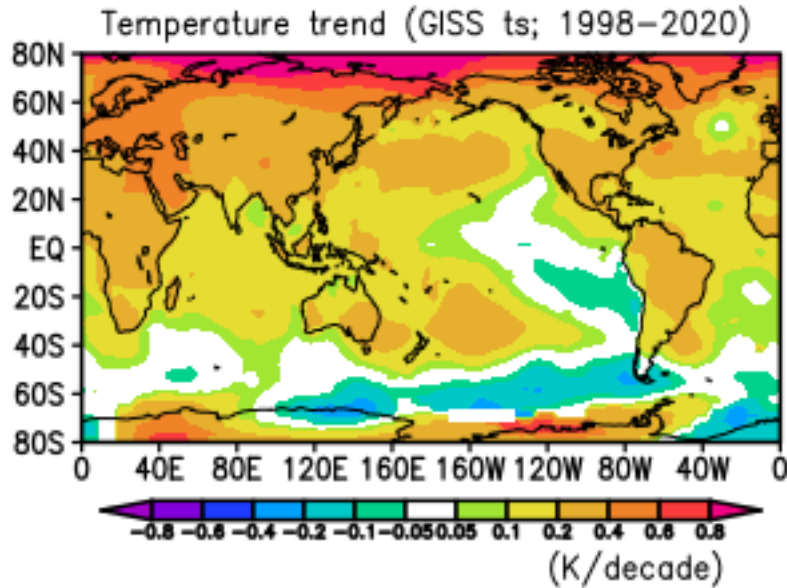 Temperature trend (GISS ts; 1998-2020)
80N
60N
40N
20N
EQ
20S
40S
60S
80S
0 40E 80E 120E 160E 160W 120W 80W 40W 0
-0.8 -0.6 -0.4 -0.2 -0.1 -0.05 0.05 0.1 0.2 0.4 0.6 0.8
(K/decade)